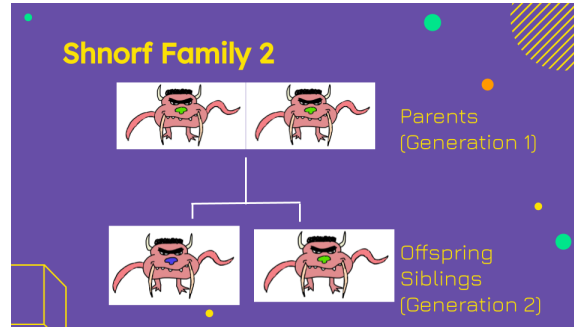 Shnorf Family 2
Parents
(Generation 1)
Offspring
Siblings
(Generation 2)